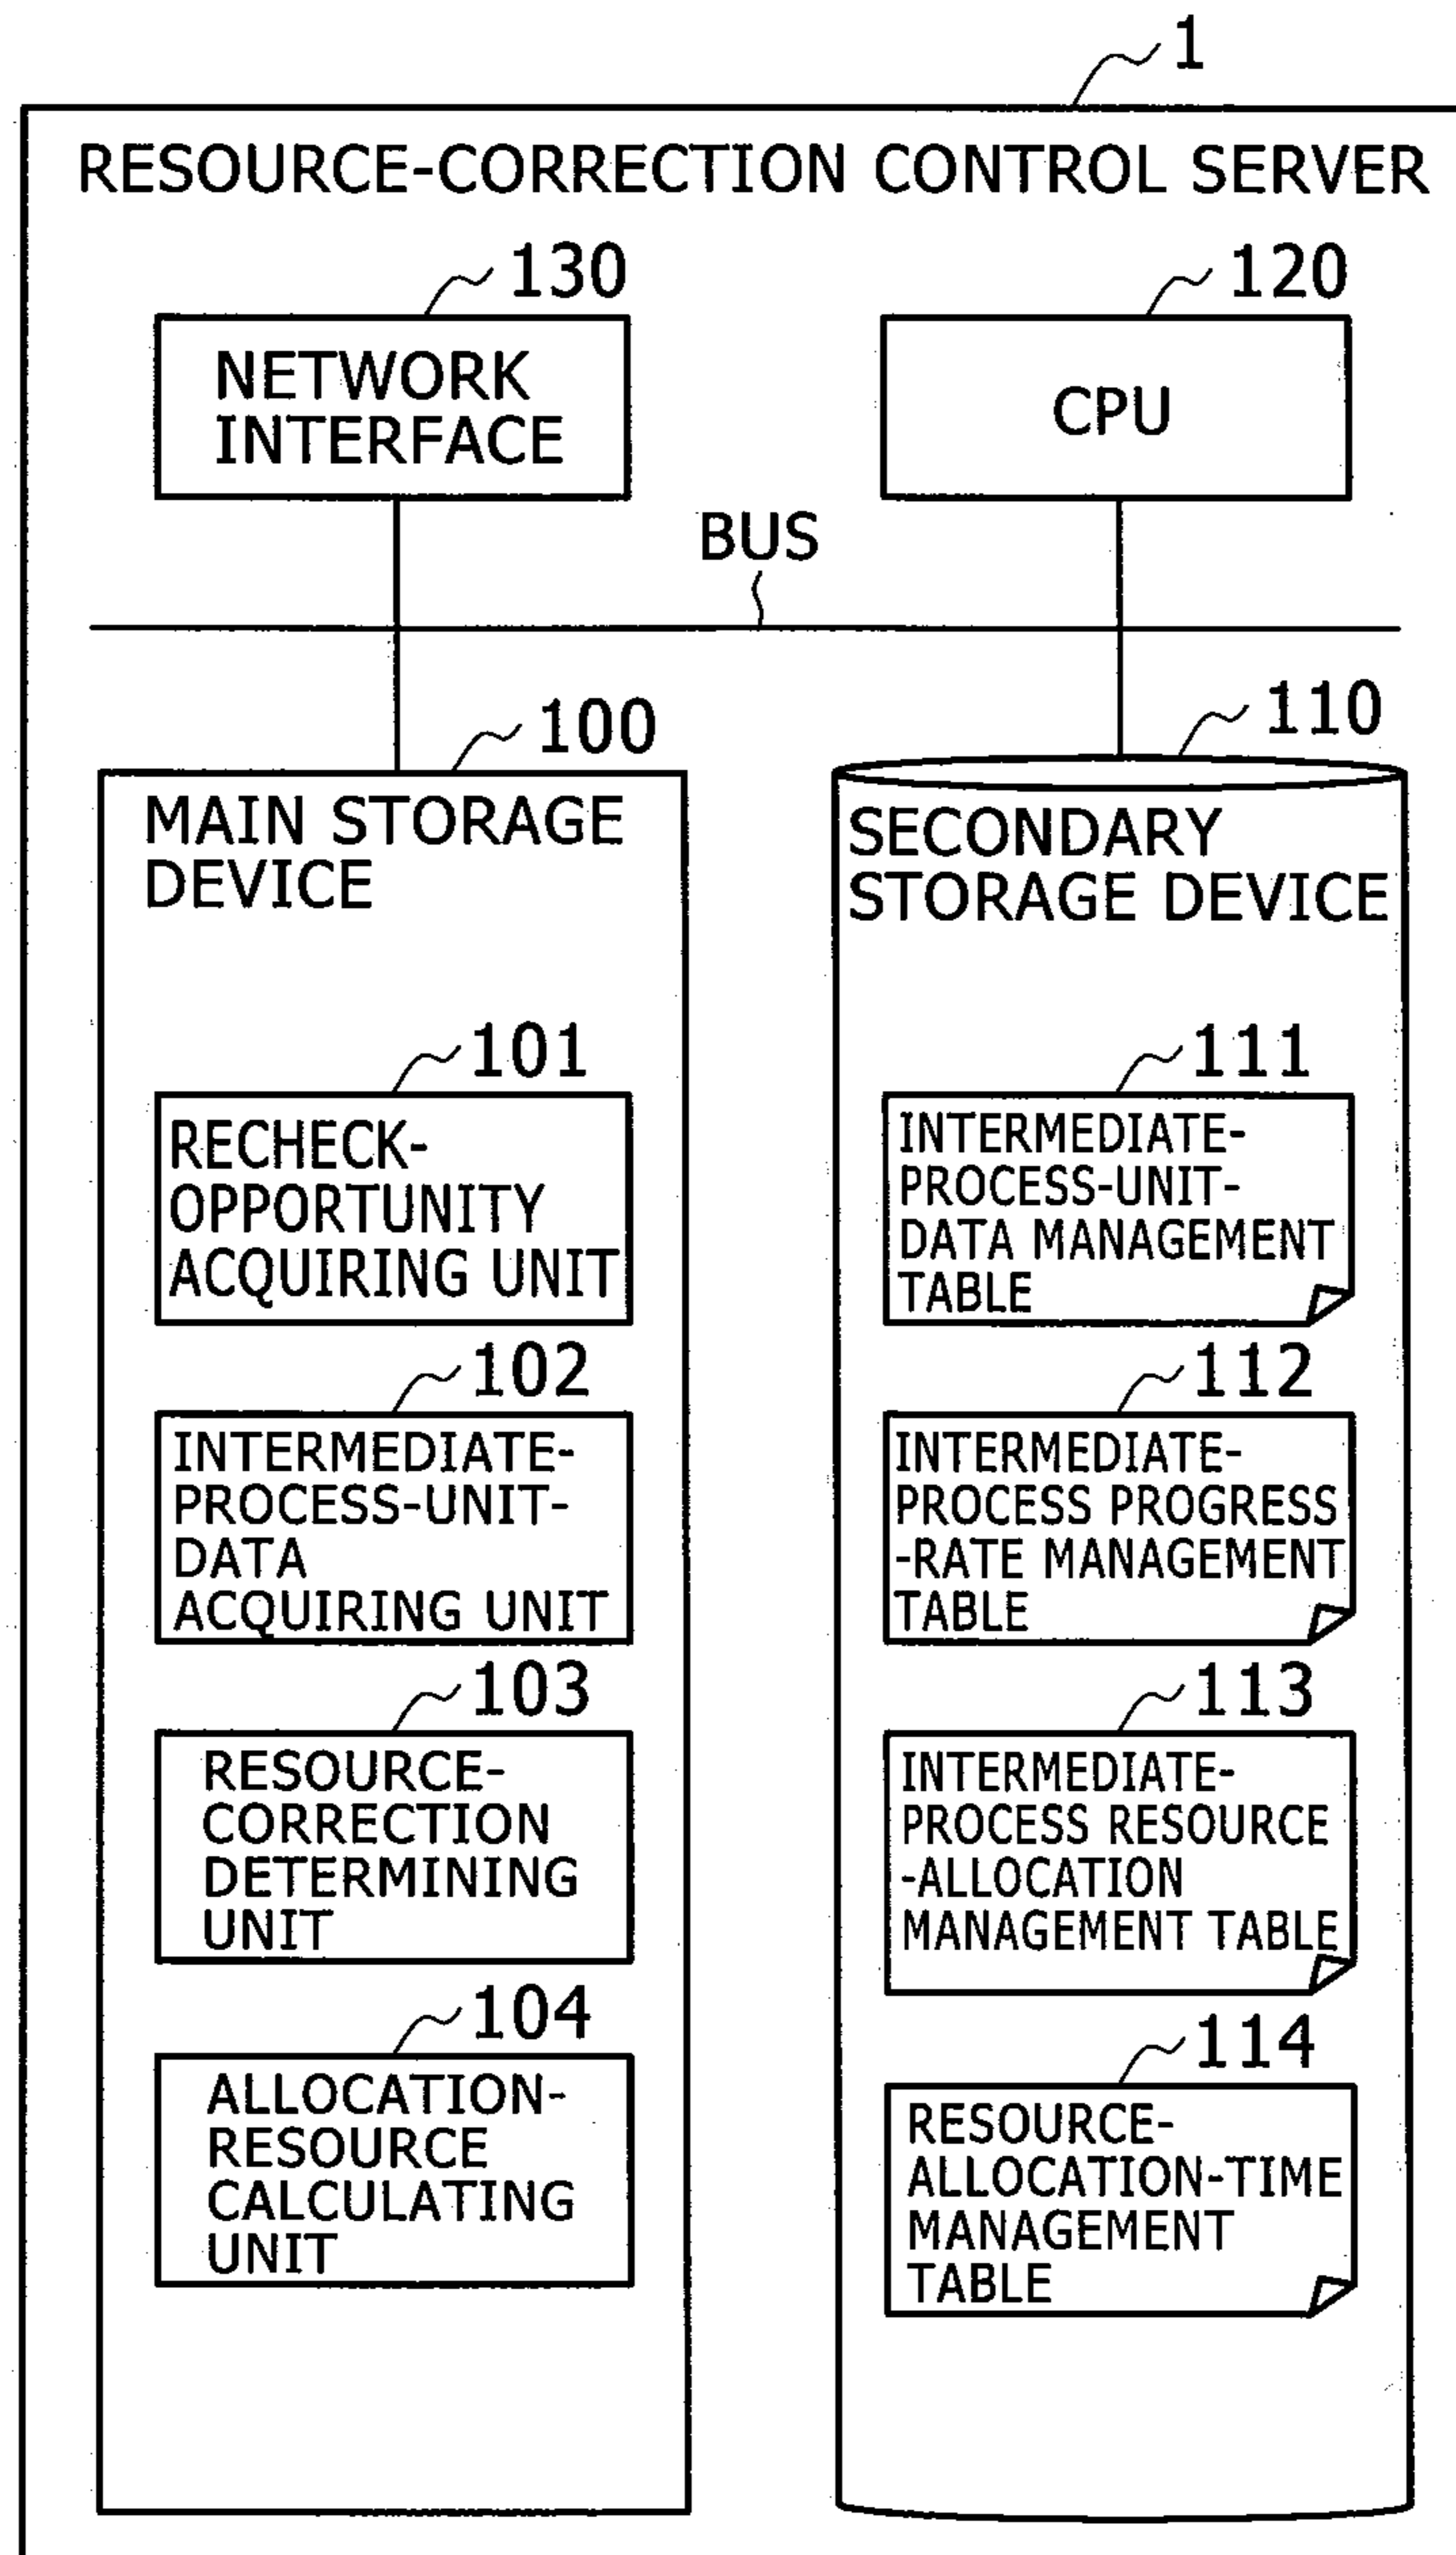 1
RESOURCE-CORRECTION CONTROL SERVER
130
NETWORK
INTERFACE
120
CPU
BUS
100
MAIN STORAGE
DEVICE
101
RECHECK-
OPPORTUNITY
ACQUIRING UNIT
102
INTERMEDIATE-
PROCESS-UNIT-
DATA
ACQUIRING UNIT
103
RESOURCE-
CORRECTION
DETERMINING
UNIT
104
ALLOCATION-
RESOURCE
CALCULATING
UNIT
110
SECONDARY
STORAGE DEVICE
111
INTERMEDIATE-
PROCESS-UNIT-
DATA MANAGEMENT
TABLE
112
INTERMEDIATE-
PROCESS PROGRESS
-RATE MANAGEMENT
TABLE
113
INTERMEDIATE-
PROCESS RESOURCE
-ALLOCATION
MANAGEMENT TABLE
114
RESOURCE-
ALLOCATION-TIME
MANAGEMENT
TABLE